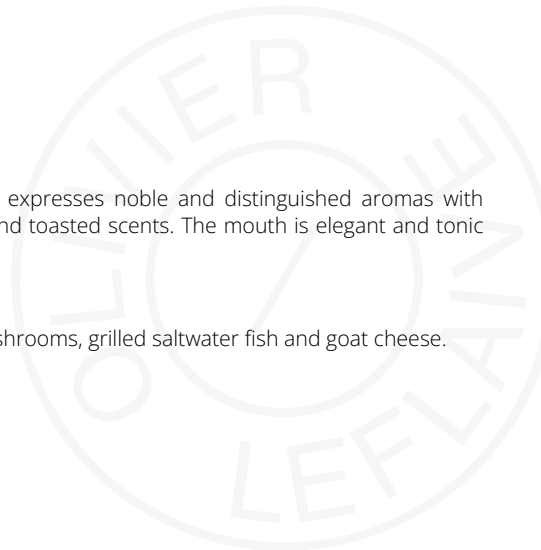 expresses noble and distinguished aromas with
nd toasted scents. The mouth is elegant and tonic
shrooms, grilled saltwater fish and goat cheese.
OLIVIER LEFLAIVE